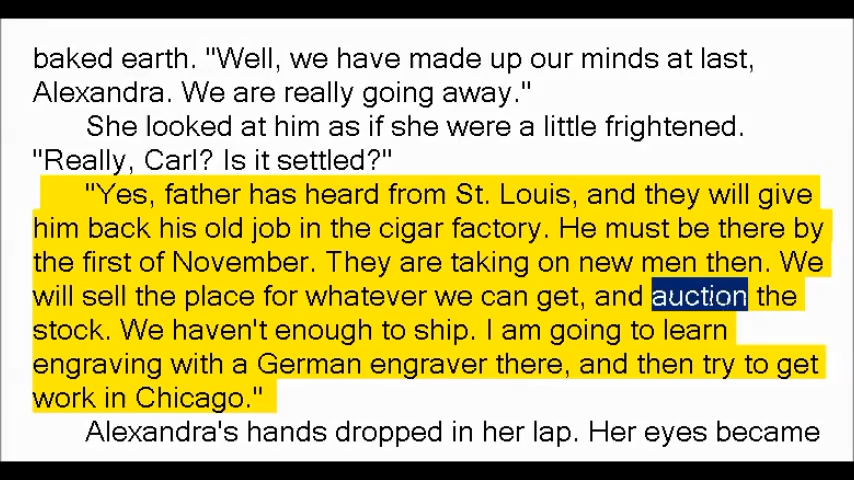 baked earth. "Well, we have made up our minds at last,
Alexandra. We are really going away."
She looked at him as if she were a little frightened.
"Really, Carl? Is it settled?"
"Yes, father has heard from St. Louis, and they will give
him back his old job in the cigar factory. He must be there by
the first of November. They are taking on new men then. We
will sell the place for whatever we can get, and auction the
stock. We haven't enough to ship. I am going to learn
engraving with a German engraver there, and then try to get
work in Chicago."
Alexandra's hands dropped in her lap. Her eyes became